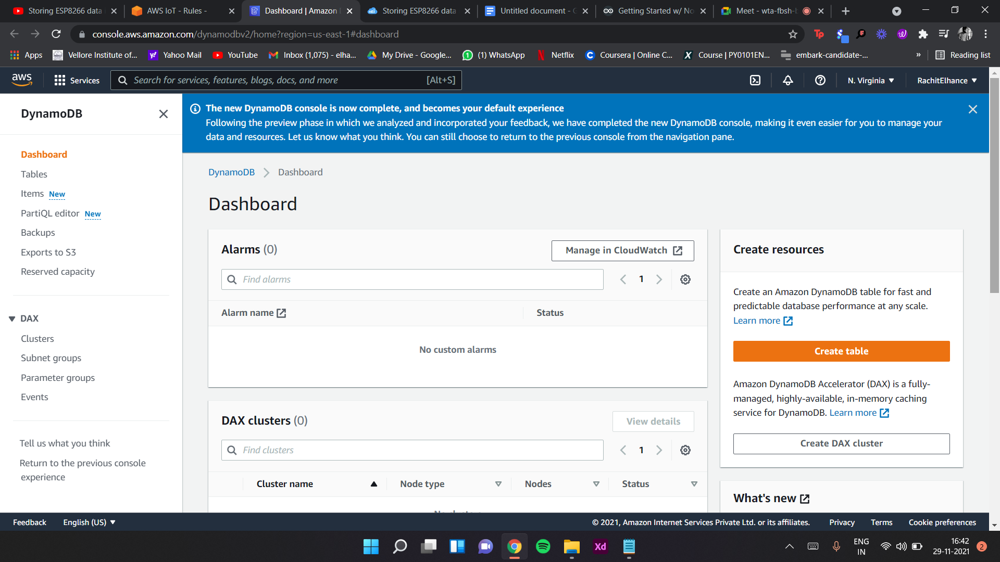 Storing ESP8266 data
AWS IoT - Rules -
Dashboard | Amazon
Storing ESP8266 data
Untitled document -
Getting Started w/ No
Meet - wta-fbsh-
console.aws.amazon.com/dynamodbv2/home?region=us-east-1#dashboard
Apps
Vellore Institute of...
Yahoo Mail
YouTube
Inbox (1,075) - elha...
My Drive - Google...
(1) WhatsApp
Netflix
Coursera | Online C...
Course | PY0101EN...
embark-candidate-...
»
Reading list
aws
Services
Search for services, features, blogs, docs, and more
[Alt+S]
N. Virginia
RachitElhance
DynamoDB
The new DynamoDB console is now complete, and becomes your default experience
Following the preview phase in which we analyzed and incorporated your feedback, we have completed the new DynamoDB console, making it even easier for you to manage your
data and resources. Let us know what you think. You can still choose to return to the previous console from the navigation pane.
Dashboard
Tables
Items New
PartiQL editor New
Backups
Exports to S3
Reserved capacity
DAX
Clusters
Subnet groups
Parameter groups
Events
Tell us what you think
Return to the previous console
experience
DynamoDB > Dashboard
Dashboard
Alarms (0)
Manage in CloudWatch
Find alarms
1
Alarm name
Status
No custom alarms
DAX clusters (0)
View details
Find clusters
1
Cluster name
Node type
Nodes
Status
Create resources
Create an Amazon DynamoDB table for fast and
predictable database performance at any scale.
Learn more
Create table
Amazon DynamoDB Accelerator (DAX) is a fully-
managed, highly-available, in-memory caching
service for DynamoDB. Learn more
Create DAX cluster
What's new
Feedback
English (US)
© 2021, Amazon Internet Services Private Ltd. or its affiliates.
Privacy
Terms
Cookie preferences
Xd
ENG
IN
16:42
29-11-2021
2